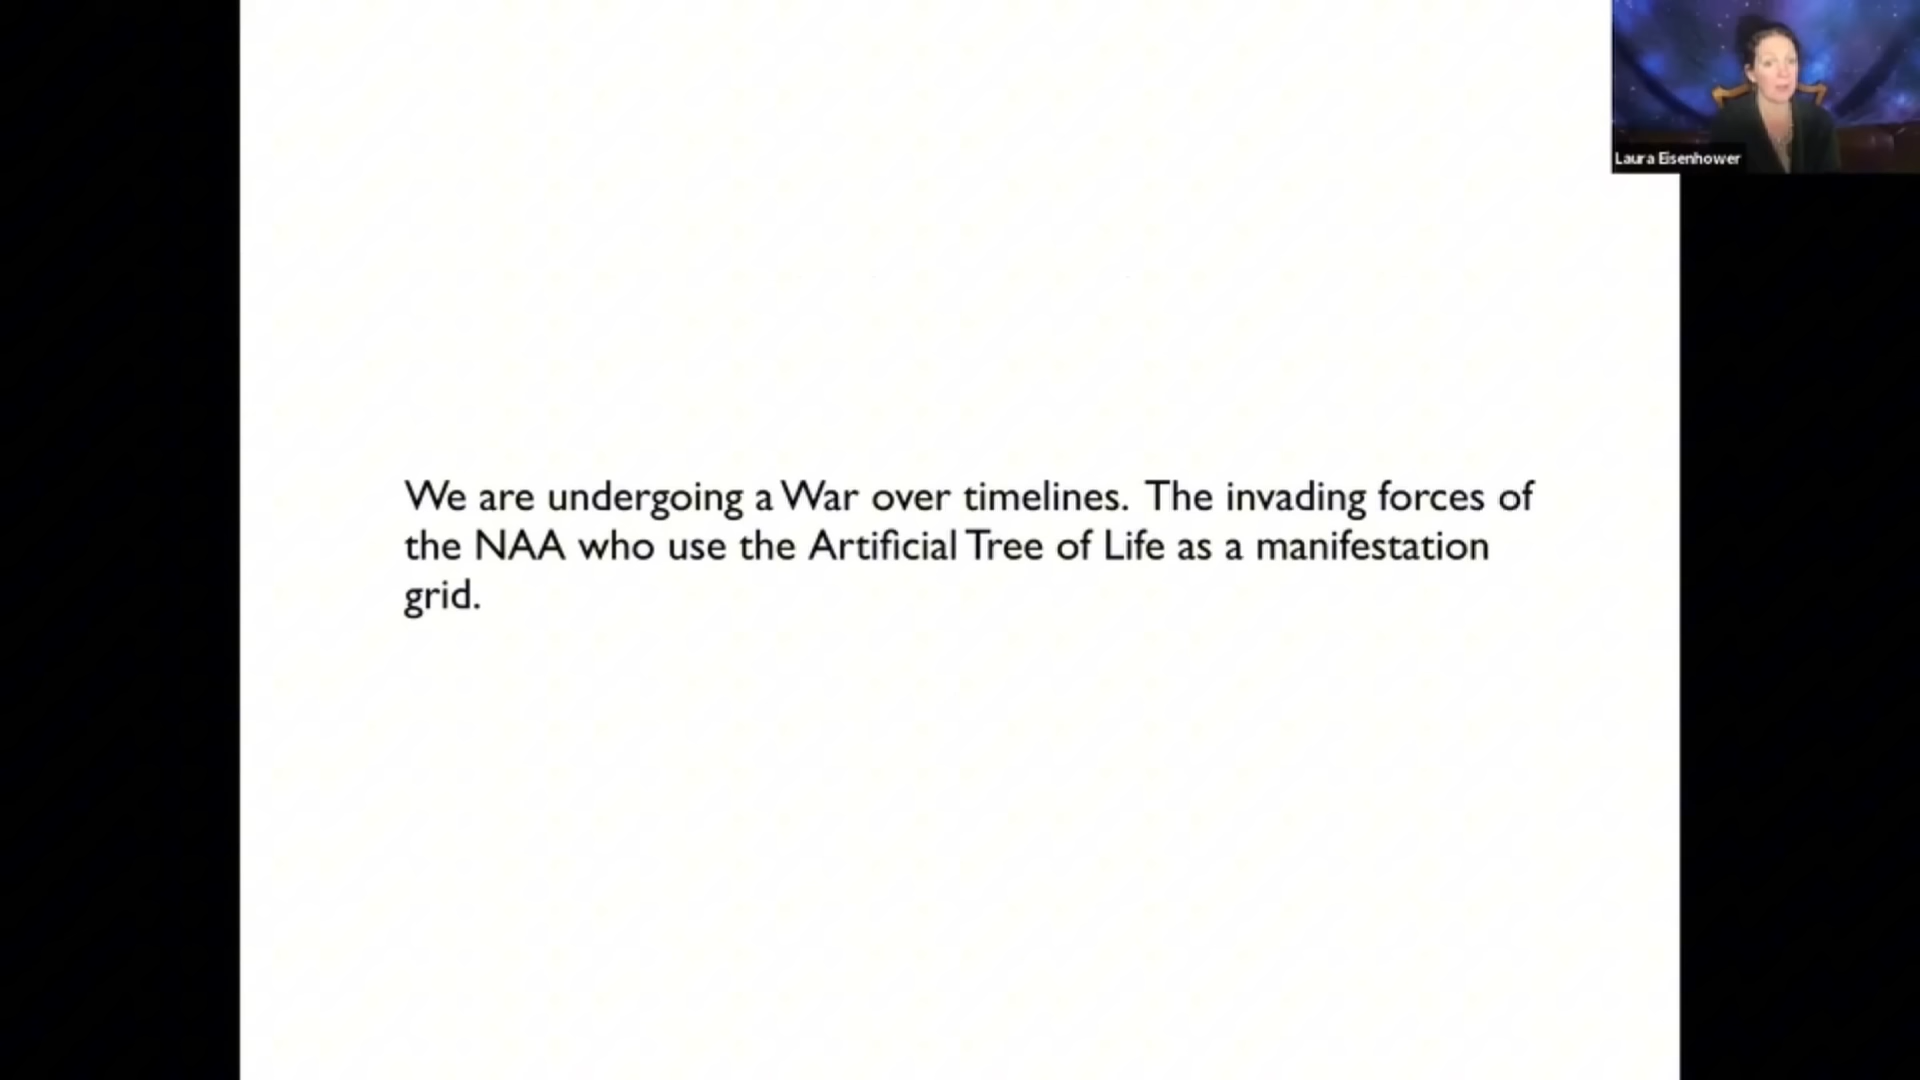 Laura Eisenhower
We are undergoing a War over timelines. The invading forces of
the NAA who use the Artificial Tree of Life as a manifestation
grid.